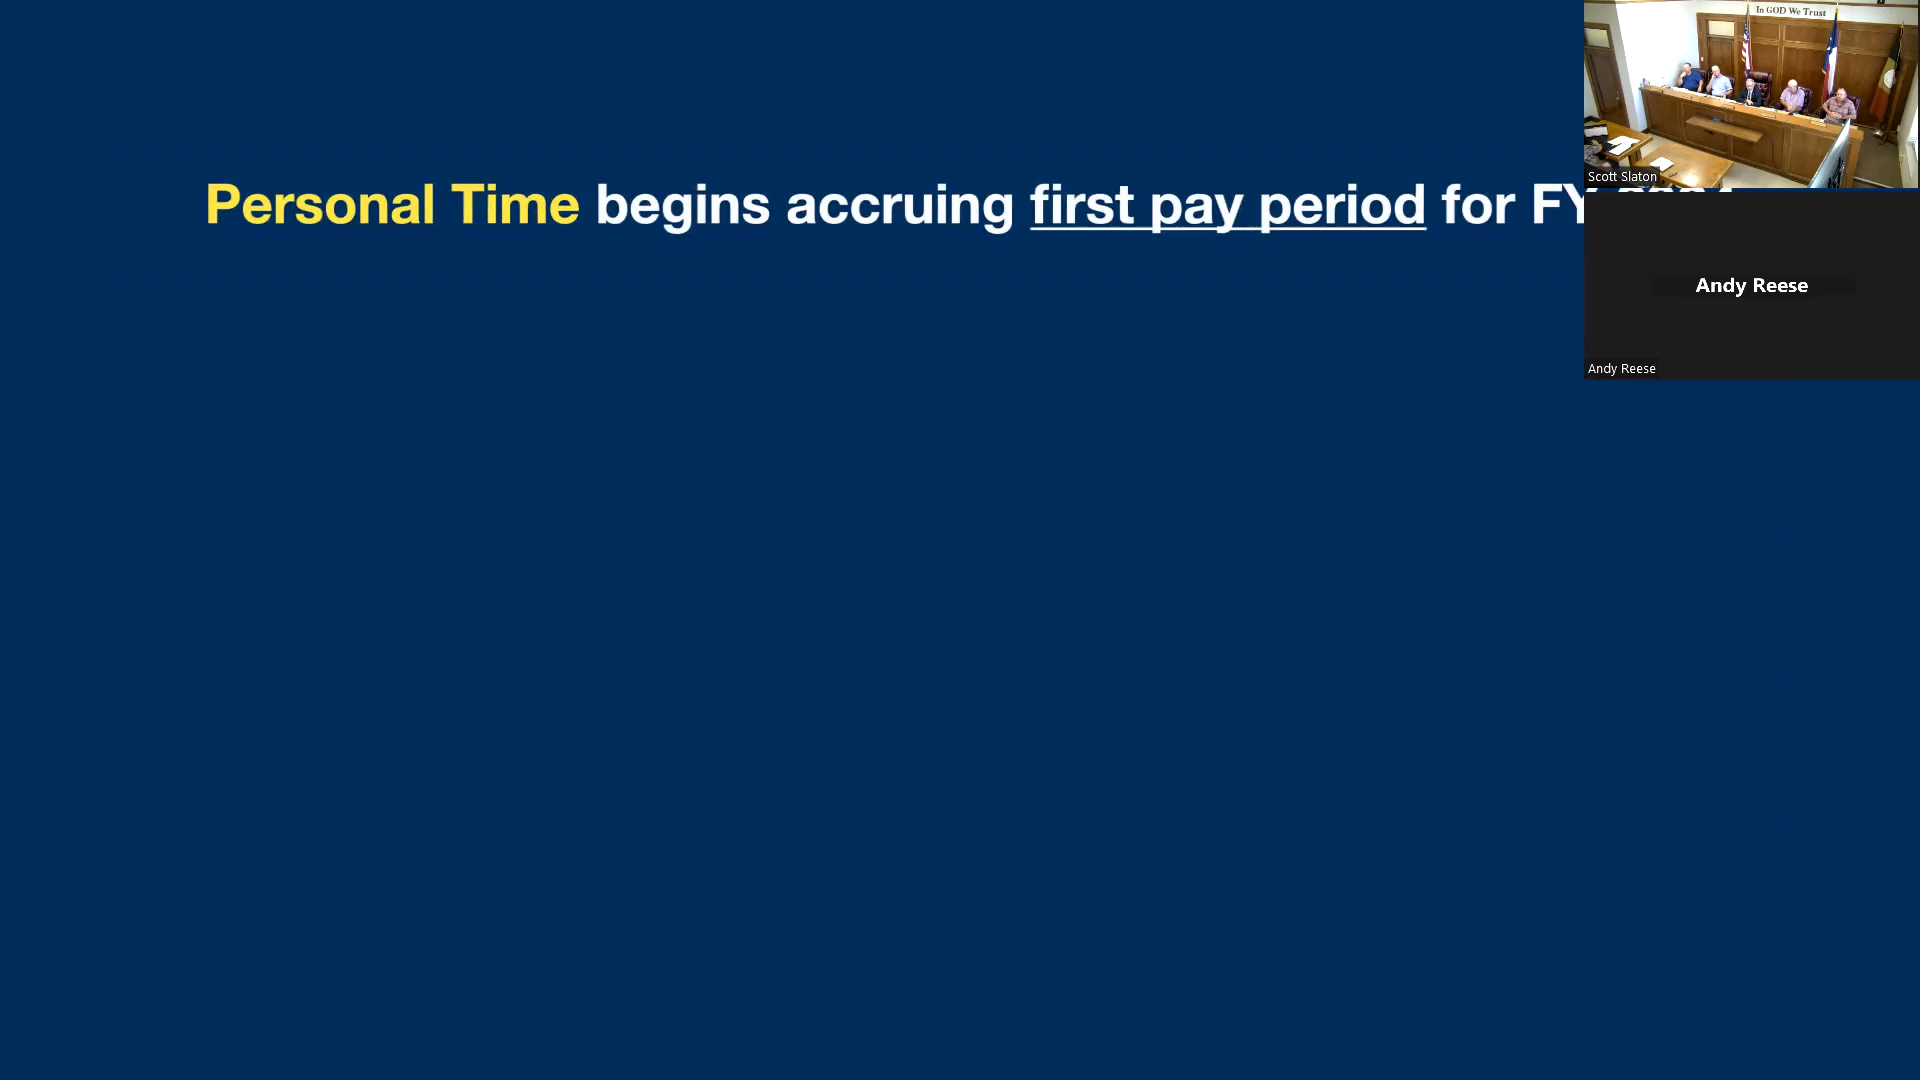 In GOD We Trust
Scott Slaton
Personal Time begins accruing first pay period for FY
Andy Reese
Andy Reese